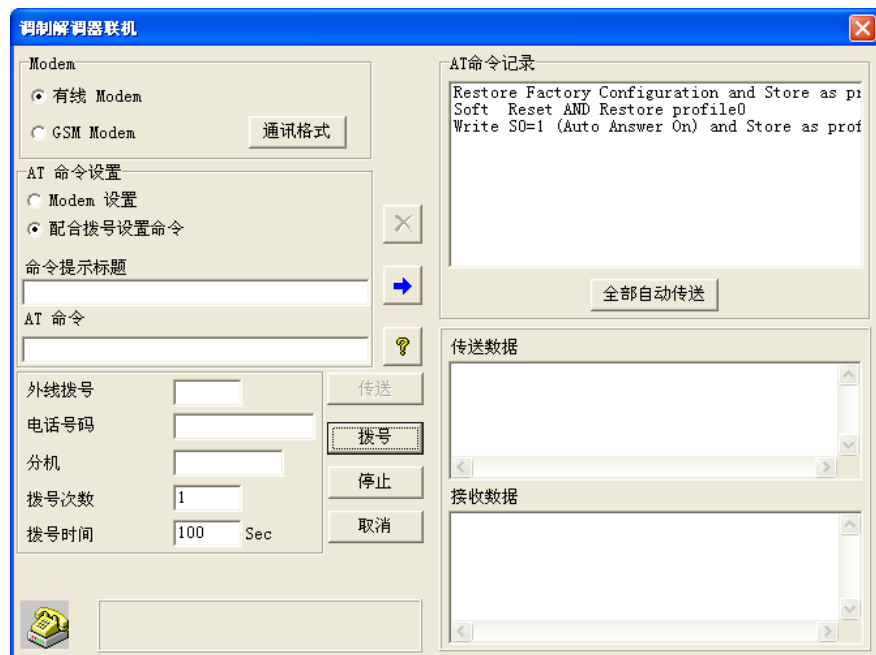 调制解调器联机
Modem
有线 Modem
GSM Modem
通讯格式
AT 命令设置
Modem 设置
配合拨号设置命令
命令提示标题
AT 命令
外线拨号
电话号码
分机
拨号次数
1
拨号时间
100
Sec
传送
拨号
停止
取消
AT命令记录
Restore Factory Configuration and Store as pr
Soft Reset AND Restore profile0
Write S0=1 (Auto Answer On) and Store as prof
全部自动传送
传送数据
接收数据